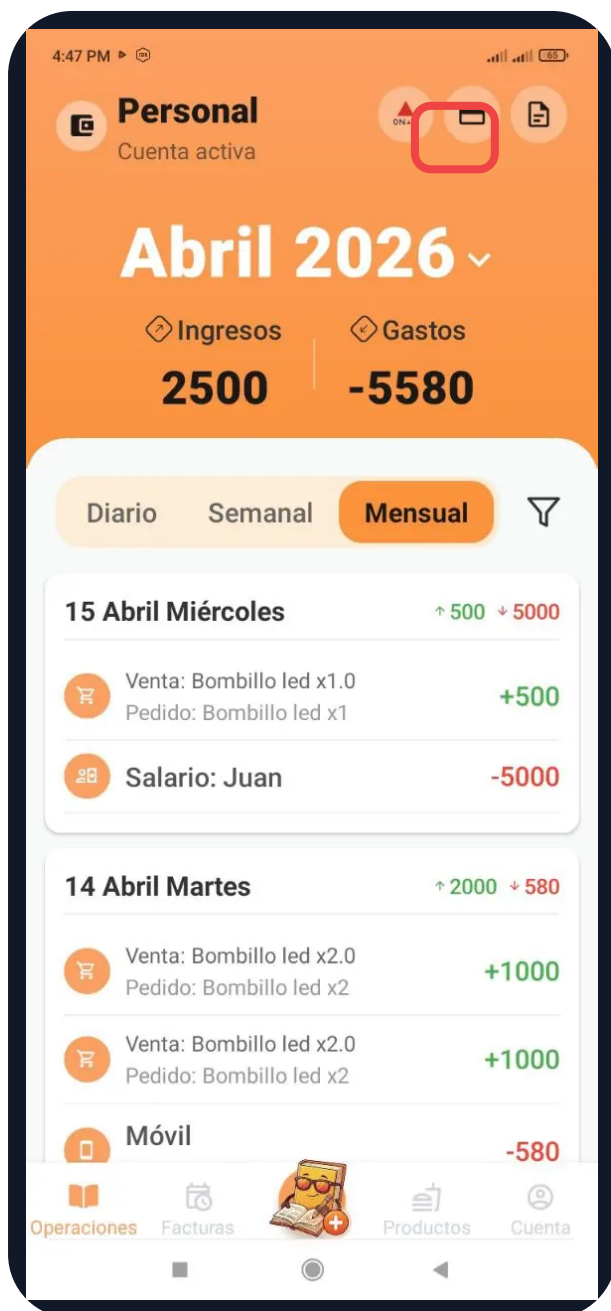 4:47 PM
65
Personal
Cuenta activa
Abril 2026
Ingresos
Gastos
2500
-5580
Diario
Semanal
Mensual
15 Abril Miércoles
↑ 500 ↓ 5000
Venta: Bombillo led x1.0
Pedido: Bombillo led x1
+500
Salario: Juan
-5000
14 Abril Martes
↑ 2000 ↓ 580
Venta: Bombillo led x2.0
Pedido: Bombillo led x2
+1000
Venta: Bombillo led x2.0
Pedido: Bombillo led x2
+1000
Móvil
-580
Operaciones
Facturas
Productos
Cuenta